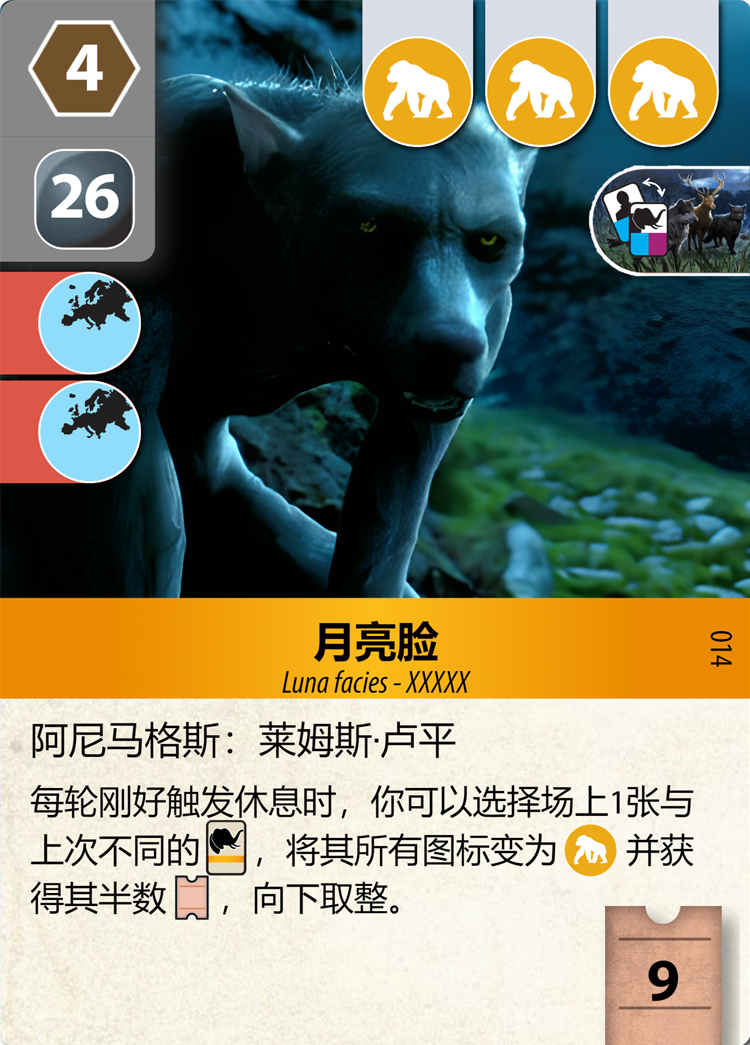 4
26
月亮脸
Luna facies - XXXXX
014
阿尼马格斯：莱姆斯·卢平
每轮刚好触发休息时，你可以选择场上1张与
上次不同的，将其所有图标变为并获
得其半数，向下取整。
9